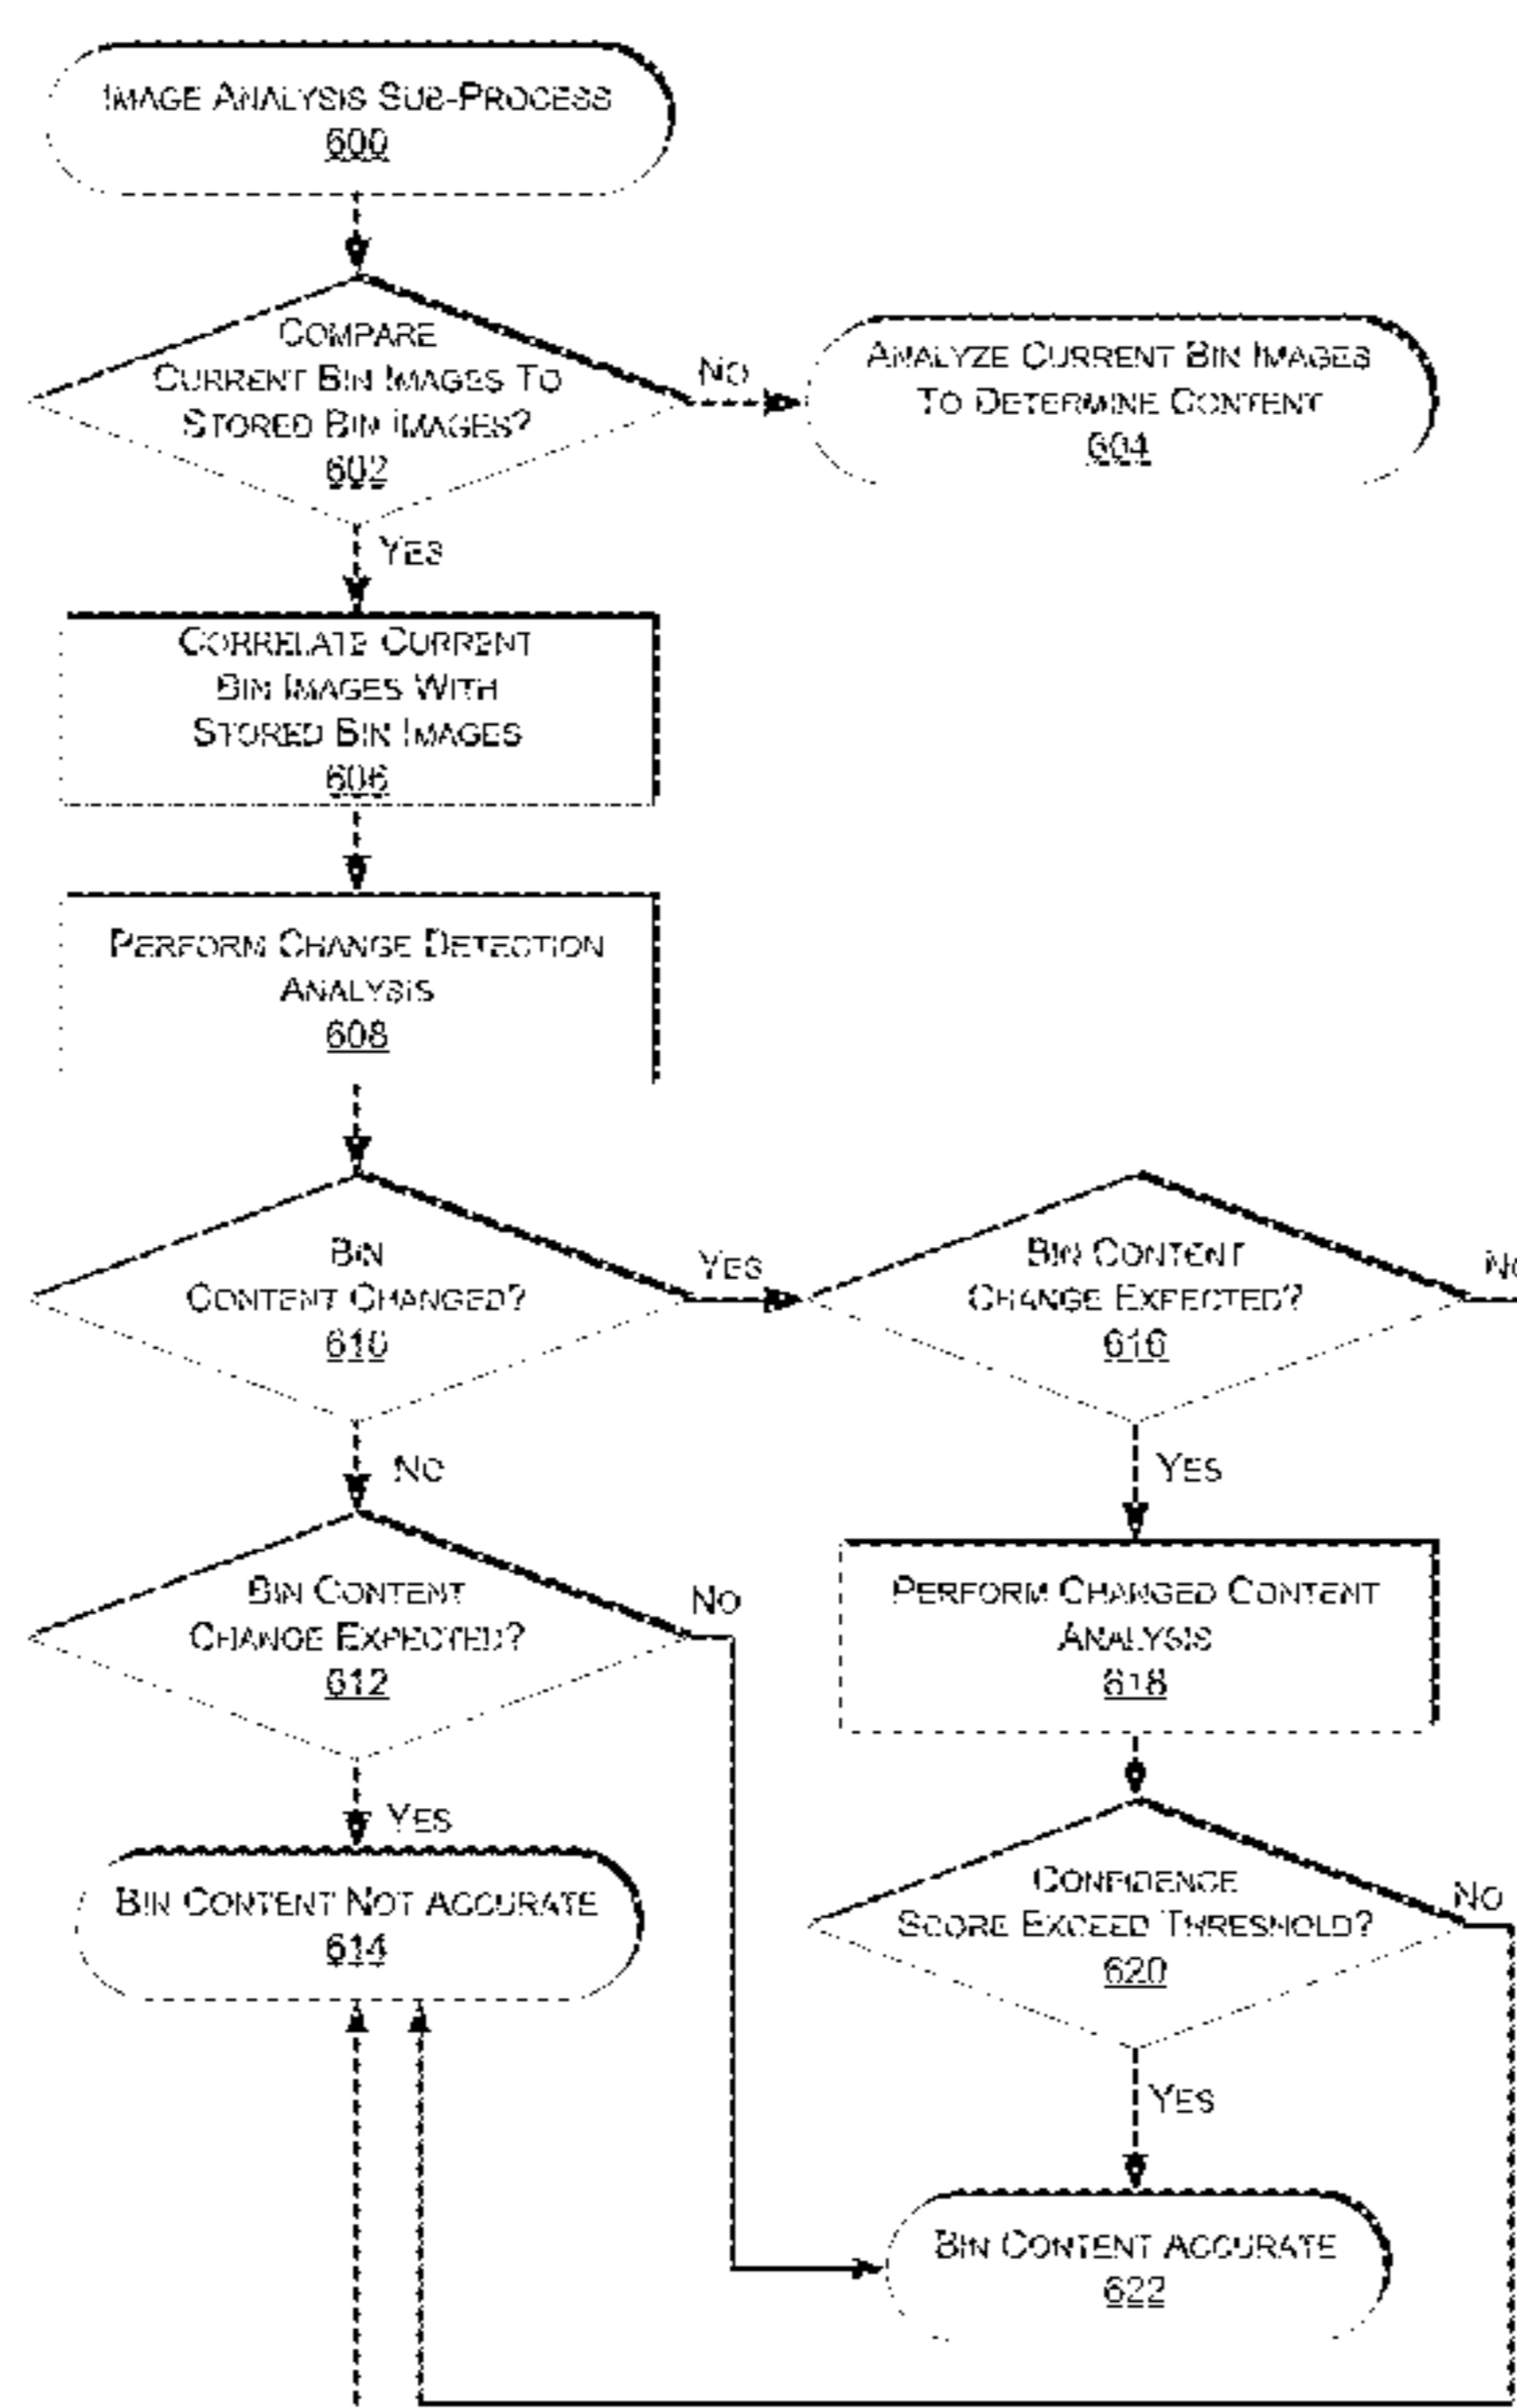 IMAGE ANALYSIS SUB-PROCESS
600
COMPARE
CURRENT BIN IMAGES TO
STORED BIN IMAGES?
602
NO
ANALYZE CURRENT BIN IMAGES
TO DETERMINE CONTENT
604
YES
CORRELATE CURRENT
BIN IMAGES WITH
STORED BIN IMAGES
606
PERFORM CHANGE DETECTION
ANALYSIS
608
BIN
CONTENT CHANGED?
610
YES
BIN CONTENT
CHANGE EXPECTED?
616
NO
NO
YES
BIN CONTENT
CHANGE EXPECTED?
612
NO
PERFORM CHANGED CONTENT
ANALYSIS
618
YES
BIN CONTENT NOT ACCURATE
614
CONFIDENCE
SCORE EXCEED THRESHOLD?
620
NO
YES
BIN CONTENT ACCURATE
622